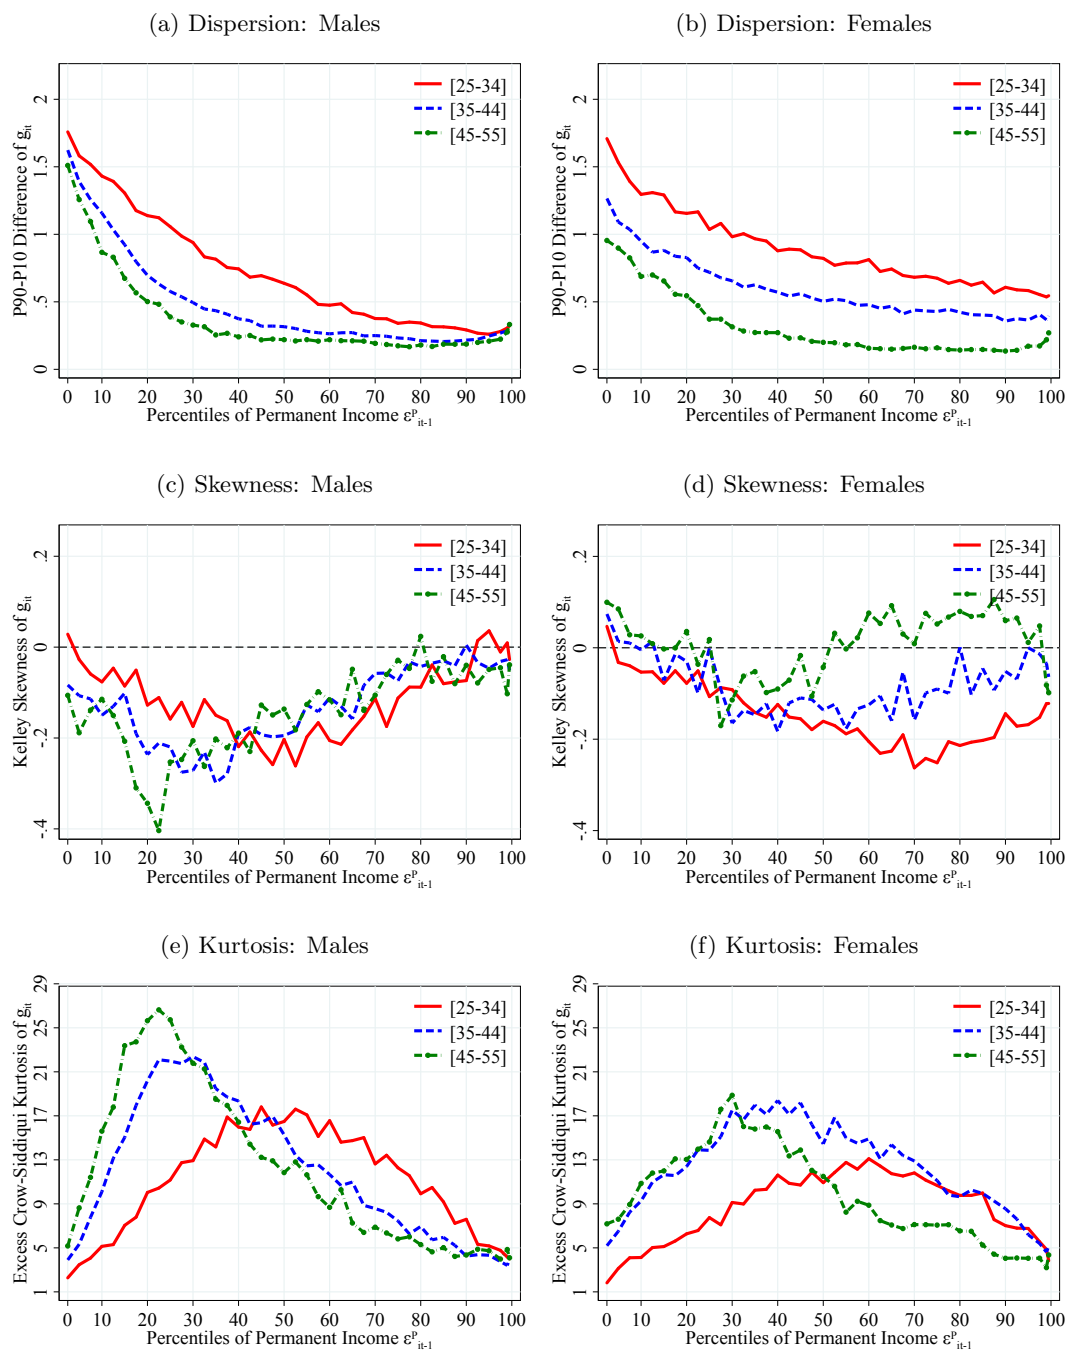 (a) Dispersion: Males
P90-P10 Difference of g_it
2
1.5
1
.5
0
[25-34]
[35-44]
[45-55]
0 10 20 30 40 50 60 70 80 90 100
Percentiles of Permanent Income ε^P_it-1
(b) Dispersion: Females
P90-P10 Difference of g_it
2
1.5
1
.5
0
[25-34]
[35-44]
[45-55]
0 10 20 30 40 50 60 70 80 90 100
Percentiles of Permanent Income ε^P_it-1
(c) Skewness: Males
Kelley Skewness of g_it
.2
0
-.2
-.4
[25-34]
[35-44]
[45-55]
0 10 20 30 40 50 60 70 80 90 100
Percentiles of Permanent Income ε^P_it-1
(d) Skewness: Females
Kelley Skewness of g_it
.2
0
-.2
-.4
[25-34]
[35-44]
[45-55]
0 10 20 30 40 50 60 70 80 90 100
Percentiles of Permanent Income ε^P_it-1
(e) Kurtosis: Males
Excess Crow-Siddiqui Kurtosis of g_it
29
25
21
17
13
9
5
1
[25-34]
[35-44]
[45-55]
0 10 20 30 40 50 60 70 80 90 100
Percentiles of Permanent Income ε^P_it-1
(f) Kurtosis: Females
Excess Crow-Siddiqui Kurtosis of g_it
29
25
21
17
13
9
5
1
[25-34]
[35-44]
[45-55]
0 10 20 30 40 50 60 70 80 90 100
Percentiles of Permanent Income ε^P_it-1